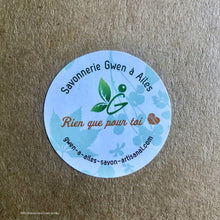 Savonnerie Gwen à Ailes
G
Rien que pour toi
gwen-a-ailes-savon-artisanal.com